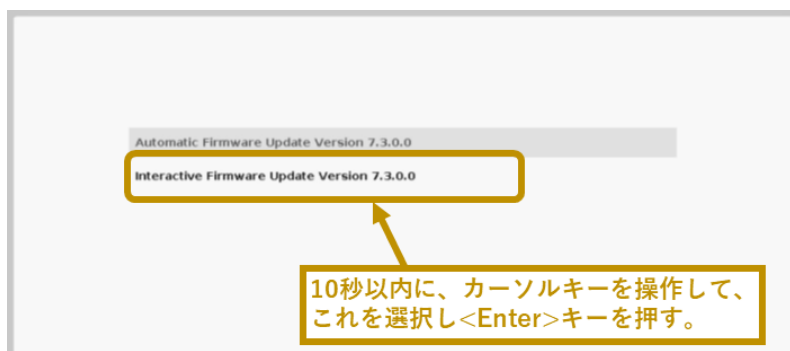 Automatic Firmware Update Version 7.3.0.0
Interactive Firmware Update Version 7.3.0.0
10秒以内に、カーソルキーを操作して、
これを選択し<Enter>キーを押す。